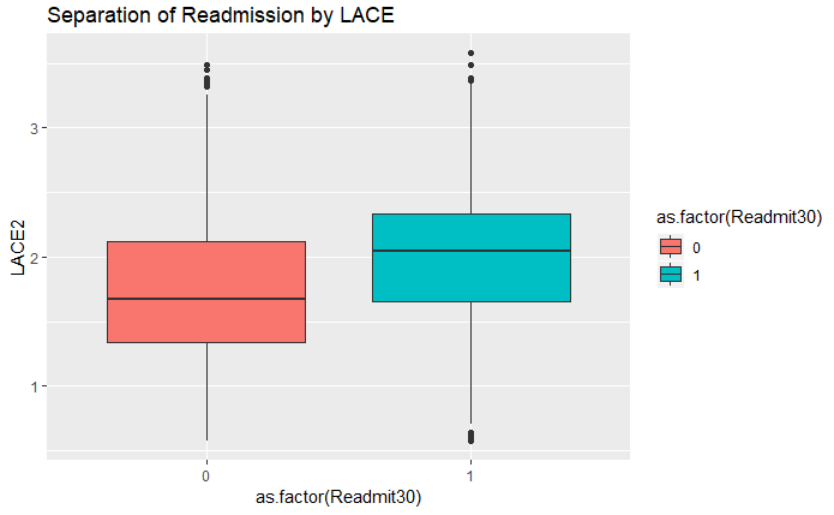 Separation of Readmission by LACE
3
2
1
LACE2
0
1
as.factor(Readmit30)
as.factor(Readmit30)
0
1